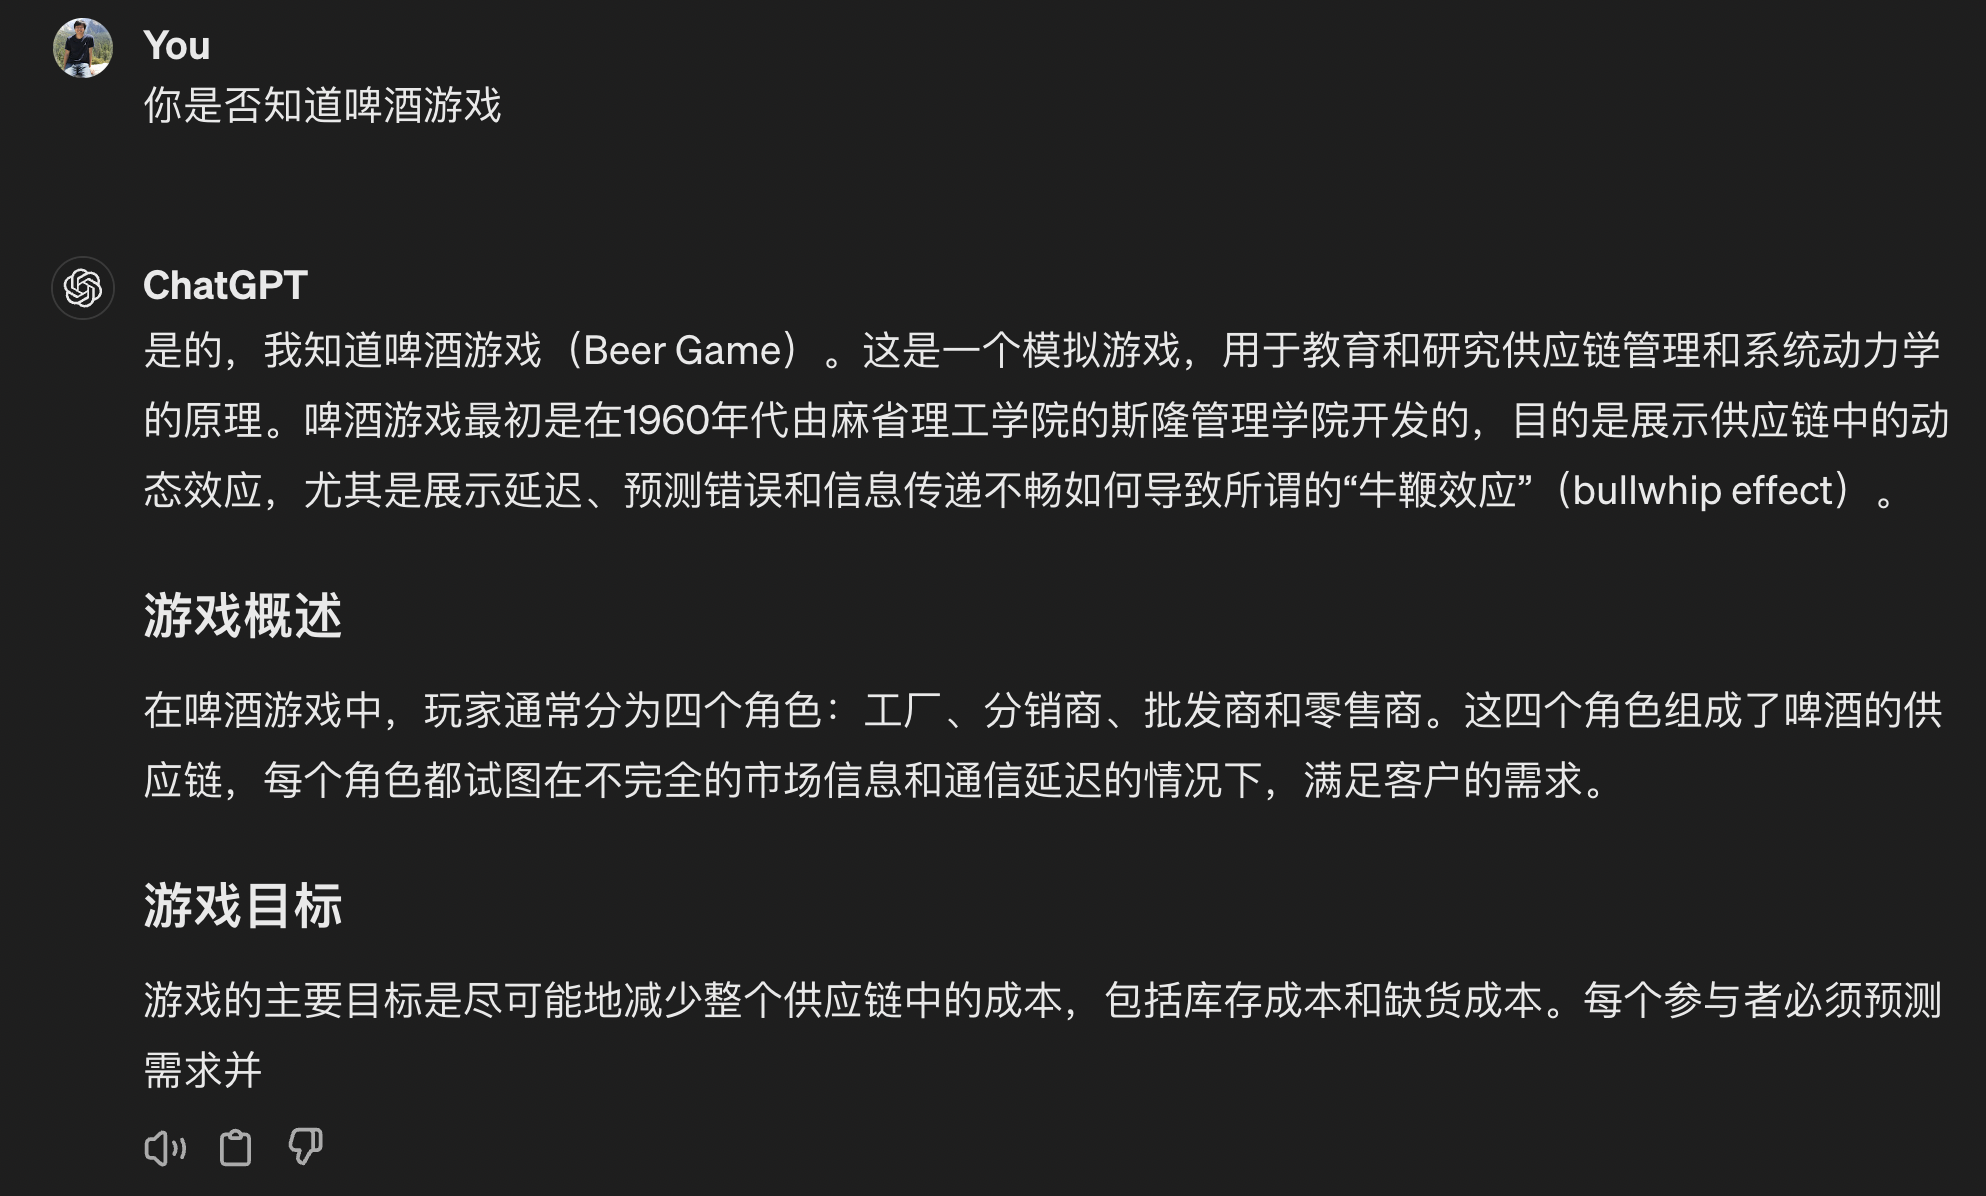 You
你是否知道啤酒游戏
ChatGPT
是的，我知道啤酒游戏（Beer Game）。这是一个模拟游戏，用于教育和研究供应链管理和系统动力学
的原理。啤酒游戏最初是在1960年代由麻省理工学院的斯隆管理学院开发的，目的是展示供应链中的动
态效应，尤其是展示延迟、预测错误和信息传递不畅如何导致所谓的“牛鞭效应”（bullwhip effect）。
游戏概述
在啤酒游戏中，玩家通常分为四个角色：工厂、分销商、批发商和零售商。这四个角色组成了啤酒的供
应链，每个角色都试图在不完全的市场信息和通信延迟的情况下，满足客户的需求。
游戏目标
游戏的主要目标是尽可能地减少整个供应链中的成本，包括库存成本和缺货成本。每个参与者必须预测
需求并